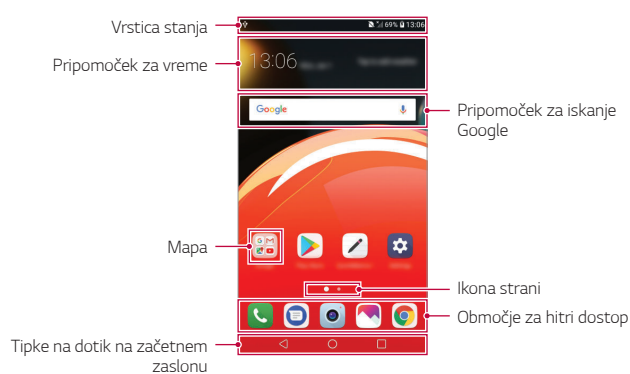 Vrstica stanja
69% 13:06
Pripomoček za vreme
13:06
Google
Pripomoček za iskanje
Google
Mapa
Ikona strani
Območje za hitri dostop
Tipke na dotik na začetnem
zaslonu